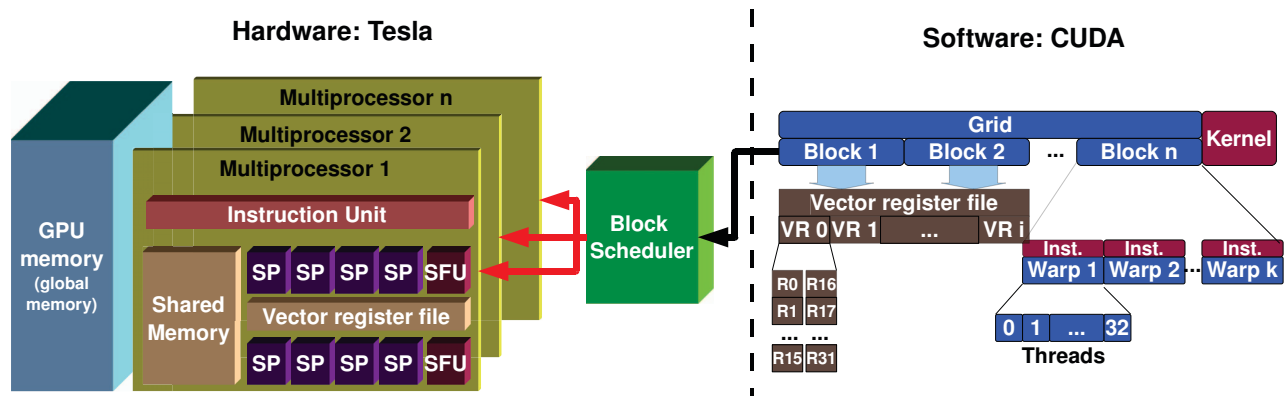 Hardware: Tesla
Multiprocessor n
Multiprocessor 2
Multiprocessor 1
Instruction Unit
GPU
memory
(global
memory)
Shared
Memory
SP SP SP SP SFU
Vector register file
SP SP SP SP SFU
Block
Scheduler
Software: CUDA
Grid
Kernel
Block 1 Block 2 ... Block n
Vector register file
VR 0 VR 1 ... VR i
R0 R16
R1 R17
... ...
R15 R31
Inst. Inst. Inst.
Warp 1 Warp 2 ... Warp k
0 1 ... 32
Threads